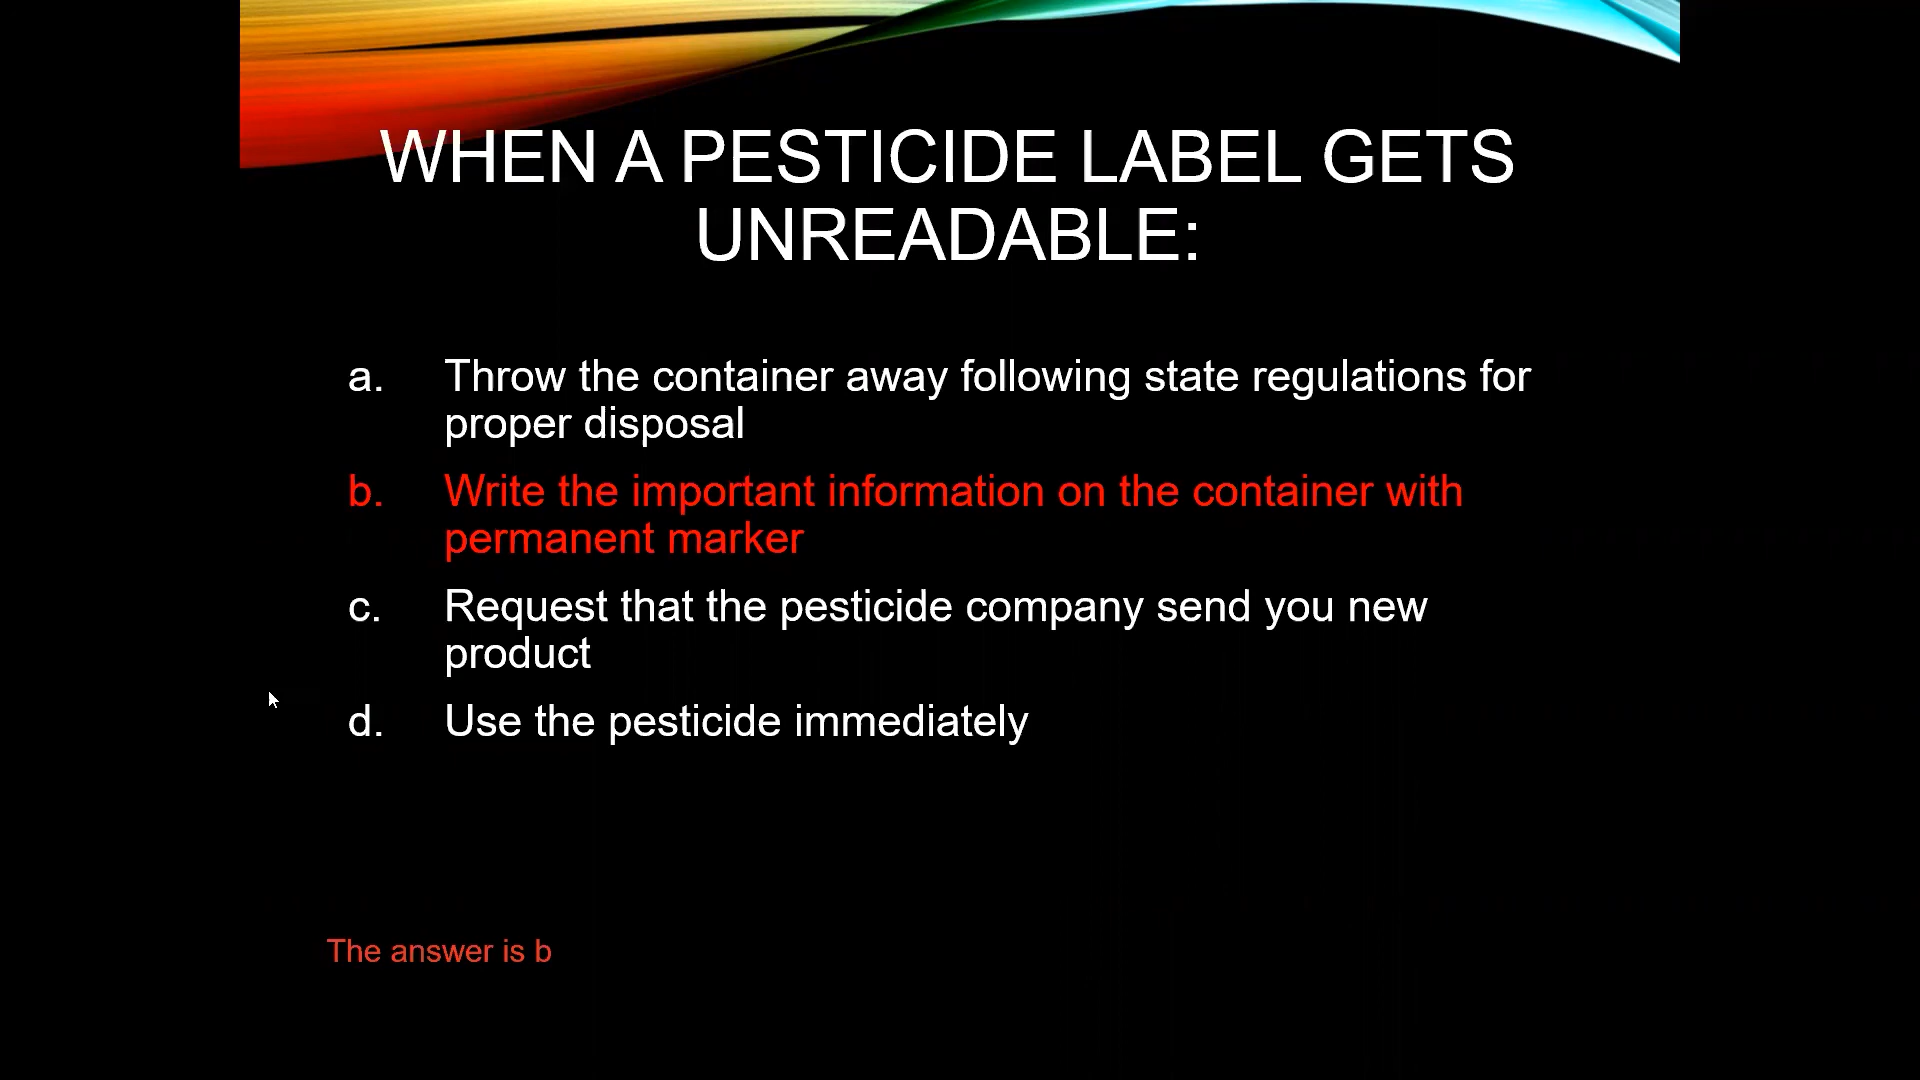 WHEN A PESTICIDE LABEL GETS
UNREADABLE:
a. Throw the container away following state regulations for
proper disposal
b. Write the important information on the container with
permanent marker
c. Request that the pesticide company send you new
product
d. Use the pesticide immediately
The answer is b